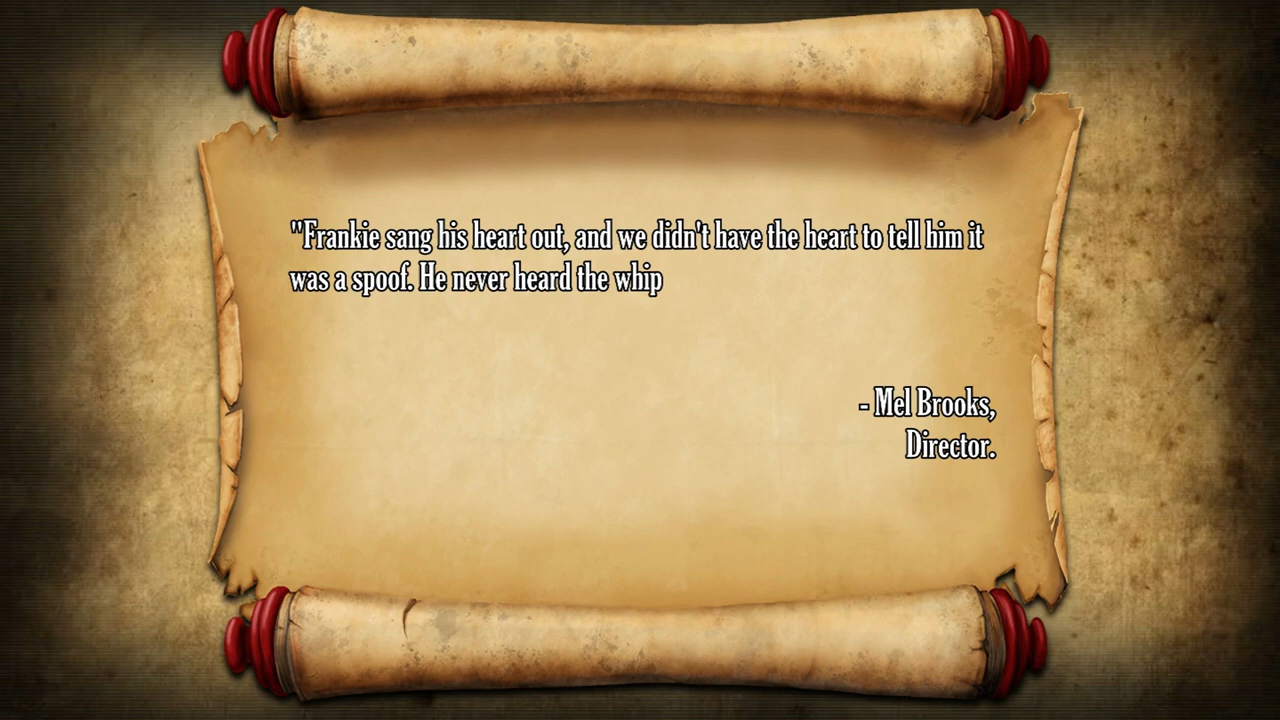 "Frankie sang his heart out, and we didn't have the heart to tell him it
was a spoof. He never heard the whip
- Mel Brooks,
Director.